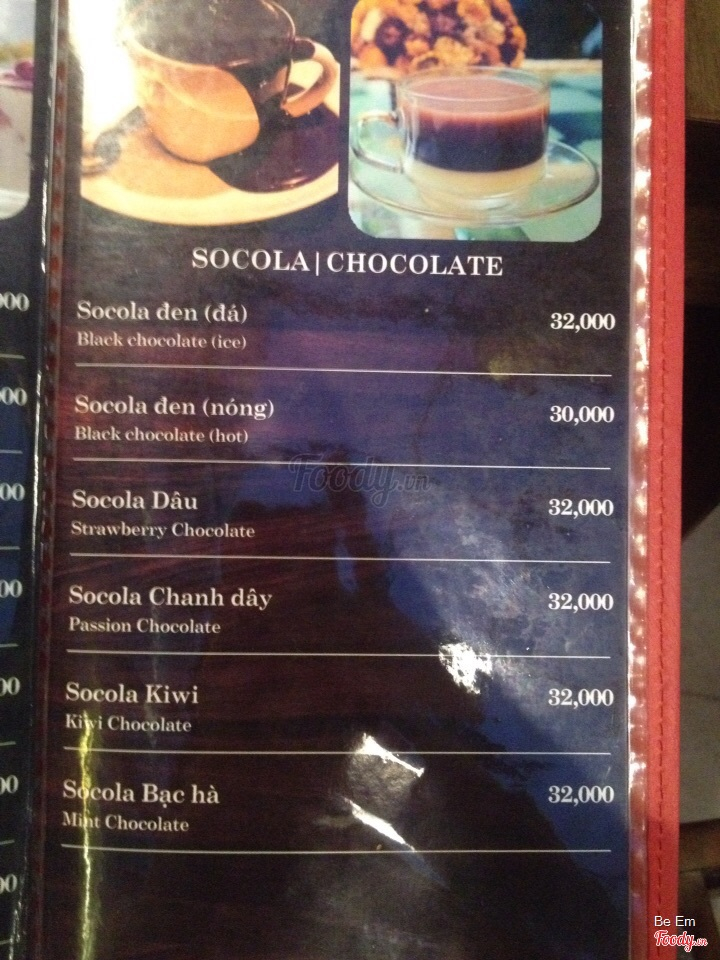 SOCOLA | CHOCOLATE
Socola đen (đá)
32,000
Black chocolate (ice)
Socola đen (nóng)
30,000
Black chocolate (hot)
Socola Dâu
32,000
Strawberry Chocolate
Socola Chanh dây
32,000
Passion Chocolate
Socola Kiwi
32,000
Kiwi Chocolate
Socola Bạc hà
32,000
Mint Chocolate
Foody.vn
Be Em
Foody.vn